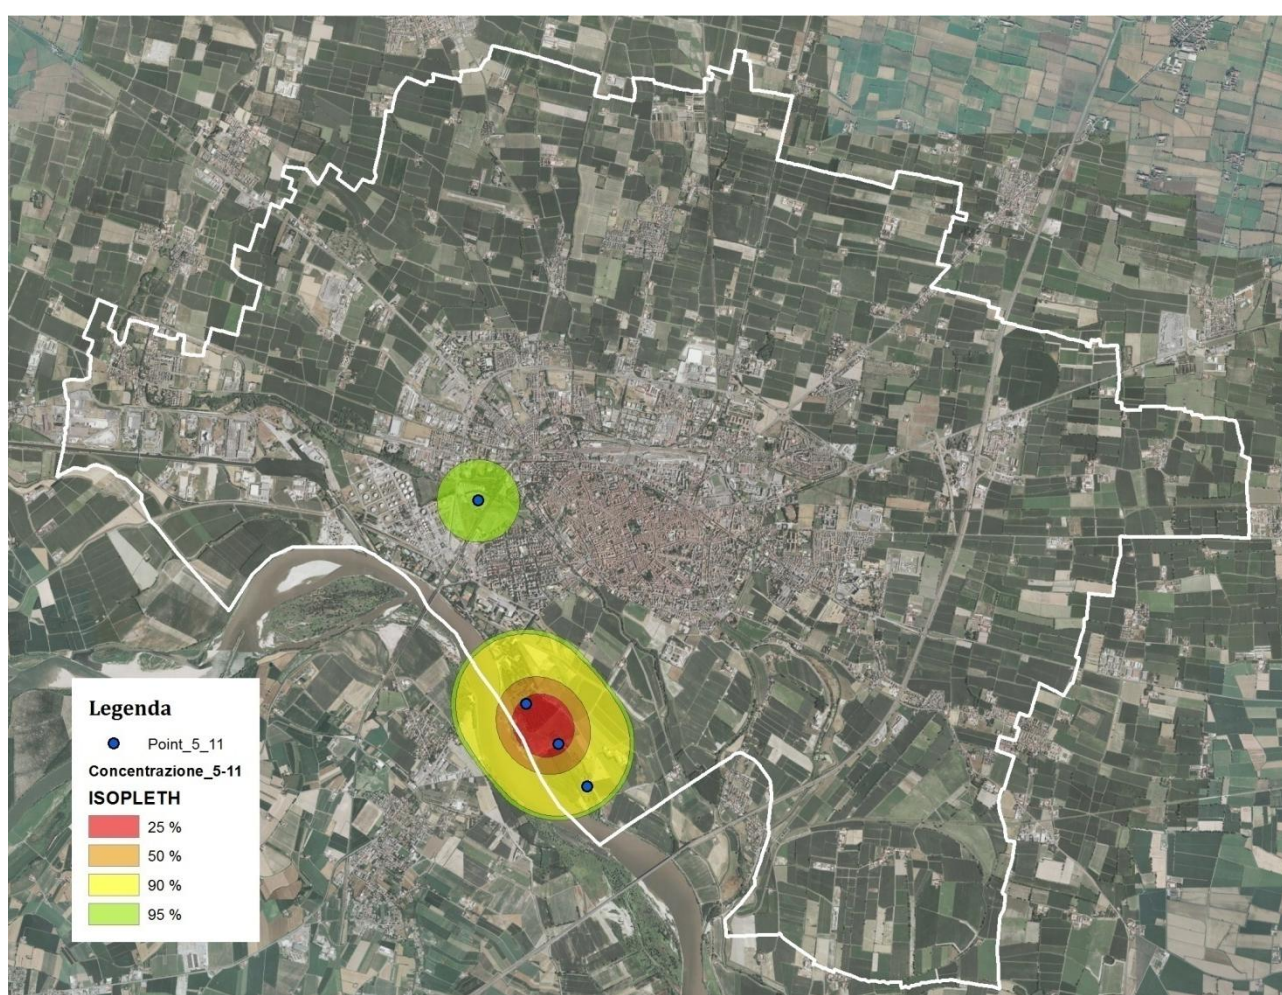 Legenda
Point_5_11
Concentrazione_5-11
ISOPLETH
25 %
50 %
90 %
95 %